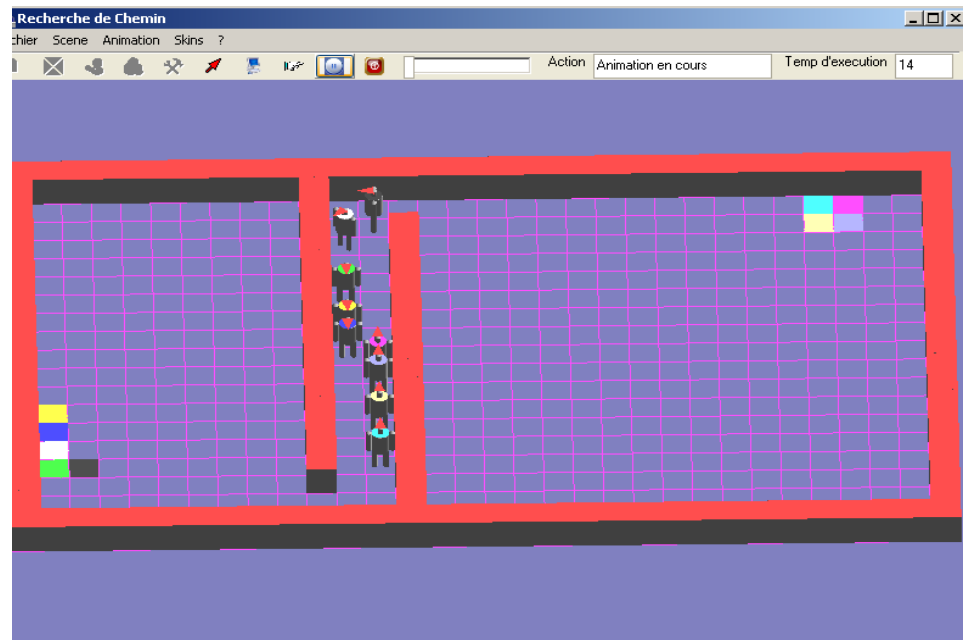 Recherche de Chemin
chier Scene Animation Skins ?
Action Animation en cours Temp d'execution 14